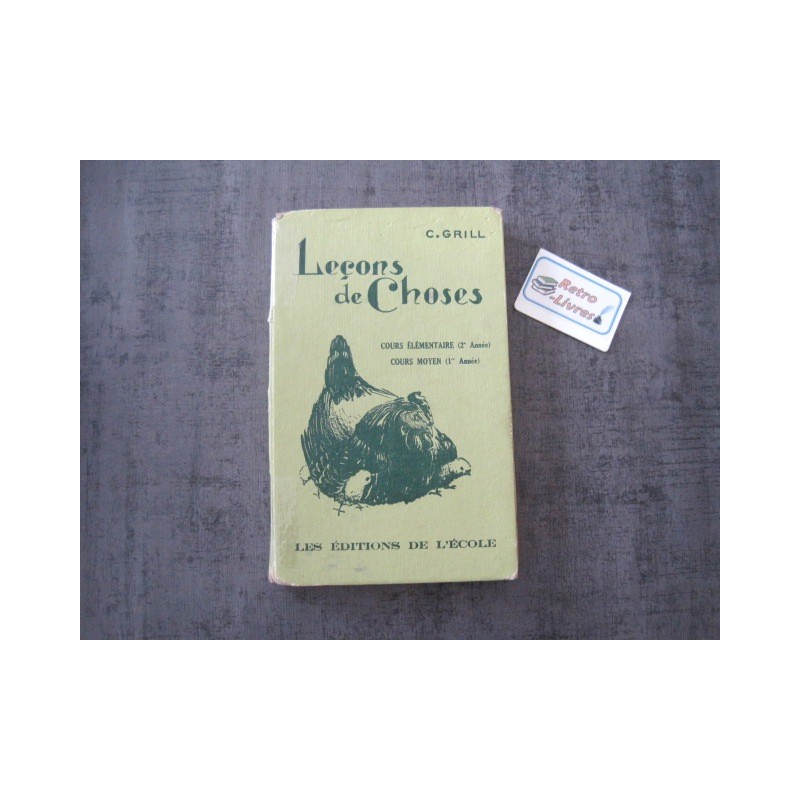 C. GRILL
Leçons
de Choses
COURS ÉLÉMENTAIRE (2e Année)
COURS MOYEN (1re Année)
LES ÉDITIONS DE L'ÉCOLE
Retro
-Livres